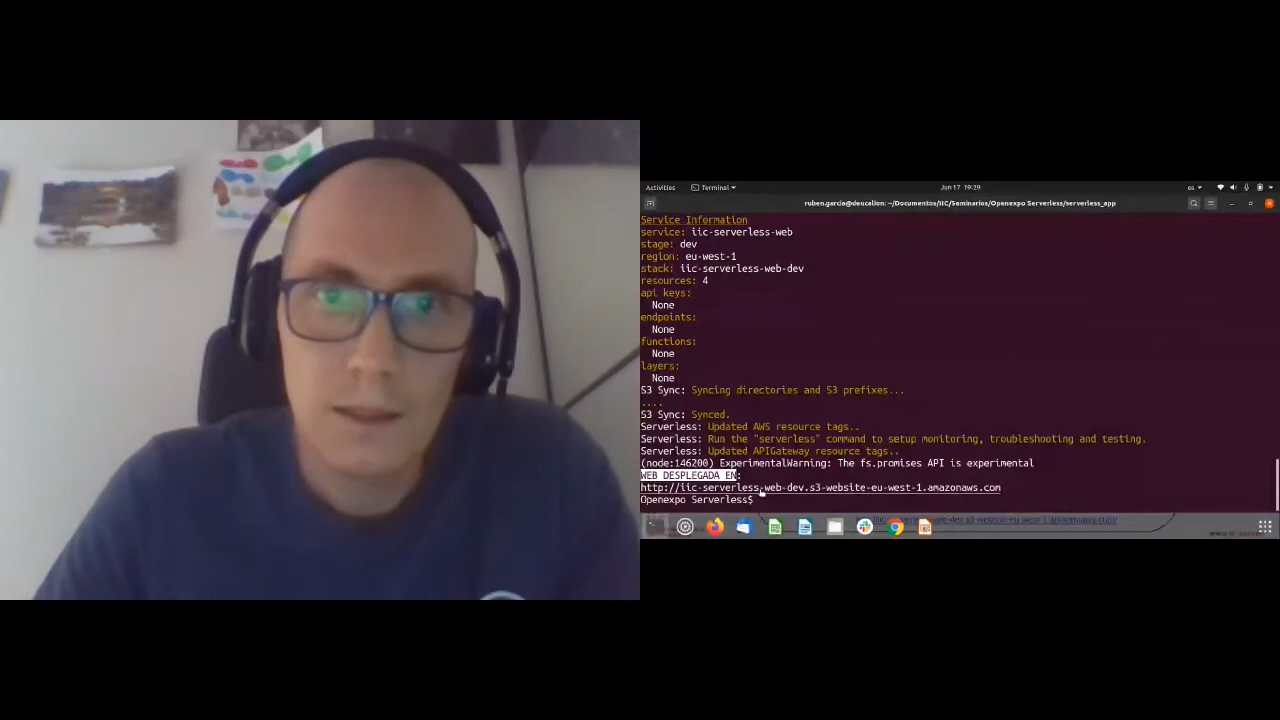 Activities Terminal Jun 17 19:29 es
ruben.garcia@deucalion: ~/Documentos/IIC/Seminarios/Openexpo Serverless/serverless_app
Service Information
service: iic-serverless-web
stage: dev
region: eu-west-1
stack: iic-serverless-web-dev
resources: 4
api keys:
None
endpoints:
None
functions:
None
layers:
None
S3 Sync: Syncing directories and S3 prefixes...
....
S3 Sync: Synced.
Serverless: Updated AWS resource tags..
Serverless: Run the "serverless" command to setup monitoring, troubleshooting and testing.
Serverless: Updated APIGateway resource tags..
(node:146200) ExperimentalWarning: The fs.promises API is experimental
WEB DESPLEGADA EN:
http://iic-serverless-web-dev.s3-website-eu-west-1.amazonaws.com
Openexpo Serverless$